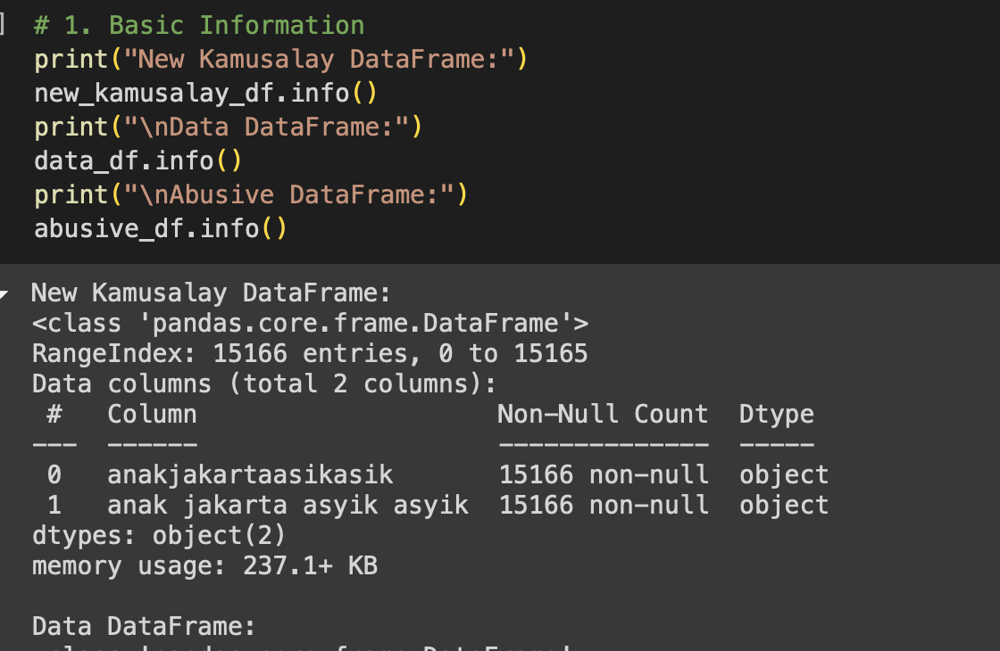 # 1. Basic Information
print("New Kamusalay DataFrame:")
new_kamusalay_df.info()
print("\nData DataFrame:")
data_df.info()
print("\nAbusive DataFrame:")
abusive_df.info()
New Kamusalay DataFrame:
<class 'pandas.core.frame.DataFrame'>
RangeIndex: 15166 entries, 0 to 15165
Data columns (total 2 columns):
 #   Column                    Non-Null Count  Dtype
---  ------                    --------------  -----
 0   anakjakartaasikasik       15166 non-null  object
 1   anak jakarta asyik asyik  15166 non-null  object
dtypes: object(2)
memory usage: 237.1+ KB
Data DataFrame: